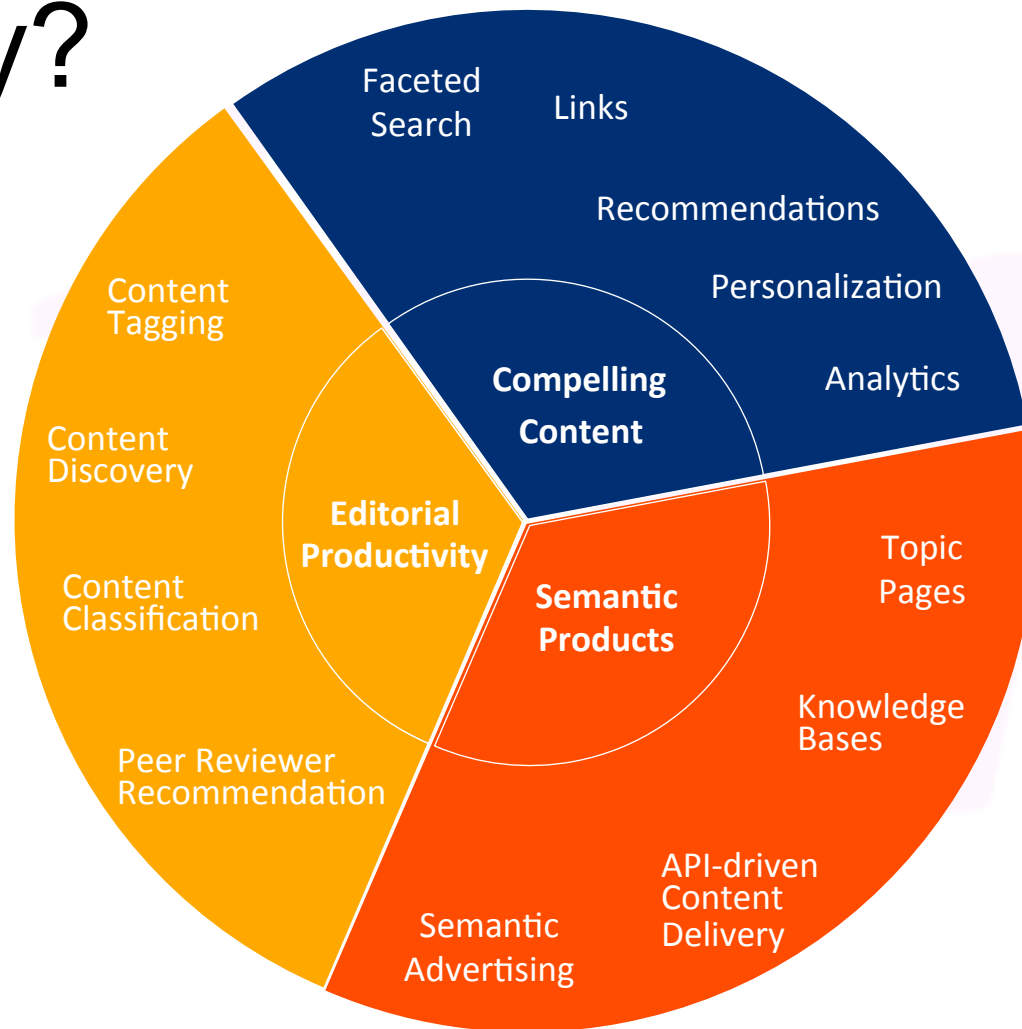 y?
Faceted
Search
Links
Recommendations
Personalization
Analytics
Compelling
Content
Content
Tagging
Content
Discovery
Content
Classification
Peer Reviewer
Recommendation
Editorial
Productivity
Semantic
Products
Topic
Pages
Knowledge
Bases
API-driven
Content
Delivery
Semantic
Advertising